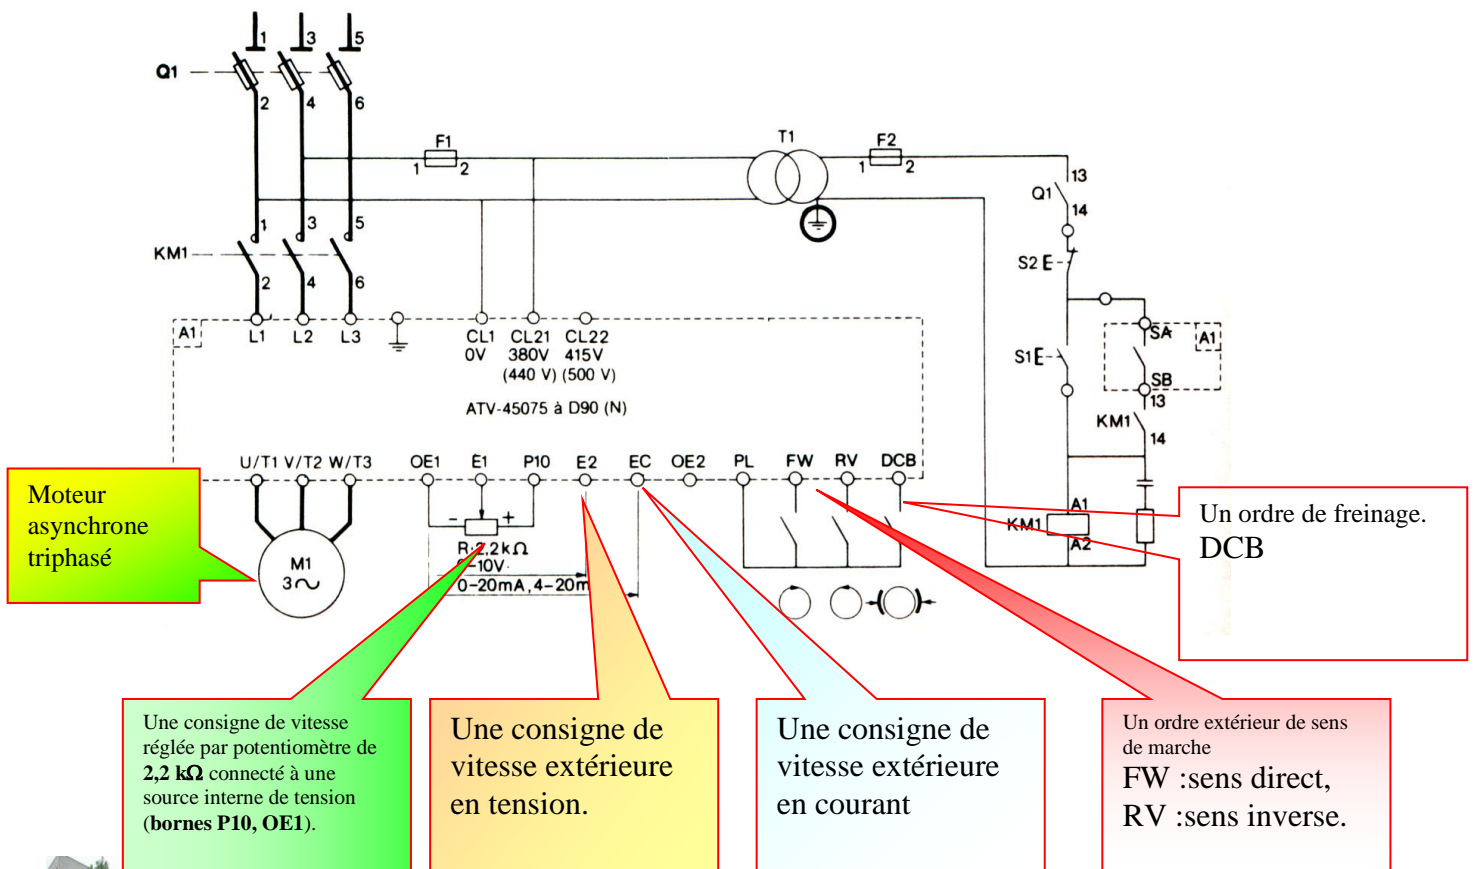 1 3 5
Q1
2 4 6
F1
1 2
T1
F2
1 2
13
Q1
14
1 3 5
KM1
2 4 6
S2 E
A1
L1 L2 L3
CL1 CL21 CL22
0V 380V 415V
(440 V) (500 V)
ATV-45075 à D90 (N)
SA
A1
S1E
SB
13
KM1
14
U/T1 V/T2 W/T3 OE1 E1 P10 E2 EC OE2 PL FW RV DCB
- +
R·2,2kΩ
-10V
0-20mA, 4-20m
M1
3~
A1
KM1
A2
Moteur
asynchrone
triphasé
Un ordre de freinage.
DCB
Une consigne de vitesse
réglée par potentiomètre de
2,2 kΩ connecté à une
source interne de tension
(bornes P10, OE1).
Une consigne de
vitesse extérieure
en tension.
Une consigne de
vitesse extérieure
en courant
Un ordre extérieur de sens
de marche
FW :sens direct,
RV :sens inverse.